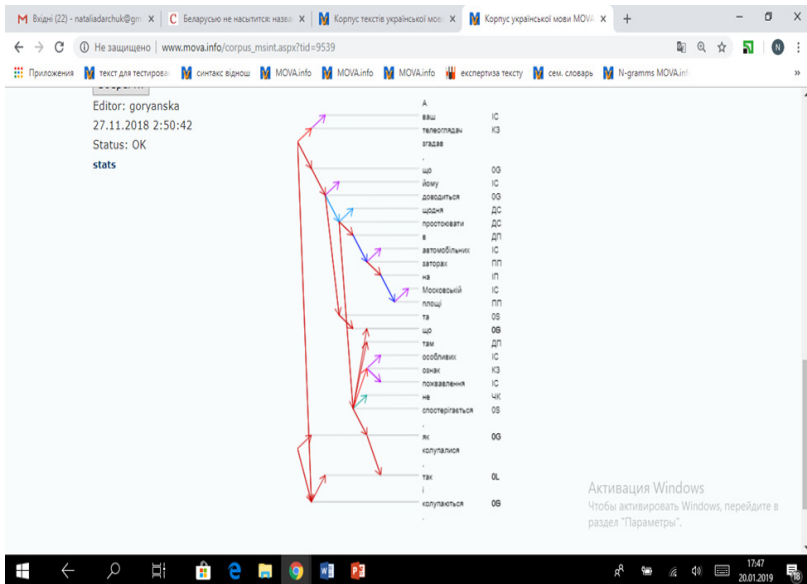 Вхідні (22) - nataliadarchuk@gm
Беларусью не насытится: назва
Корпус текстів української мов
Корпус української мови MOVA
Не защищено | www.mova.info/corpus_msint.aspx?tid=9539
Приложения текст для тестирова синтакс віднош MOVA.info MOVA.info MOVA.info експертиза тексту сем. словарь N-gramms MOVA.inf »
Editor: goryanska
27.11.2018 2:50:42
Status: OK
stats
А
ваш ІС
телеоглядач КЗ
згадав
,
що 0G
йому ІС
доводиться 0G
щодня ДС
простоювати ДС
в ДП
автомобільних ІС
заторах ПП
на ІП
Московській ІС
площі ПП
та 0S
що 0G
там ДП
особливих ІС
ознак КЗ
пожвавлення ІС
не ЧК
спостерігається 0S
,
як 0G
колупалися
,
так 0L
і
колупаються 0G
.
Активация Windows
Чтобы активировать Windows, перейдите в
раздел "Параметры".
17:47
20.01.2019